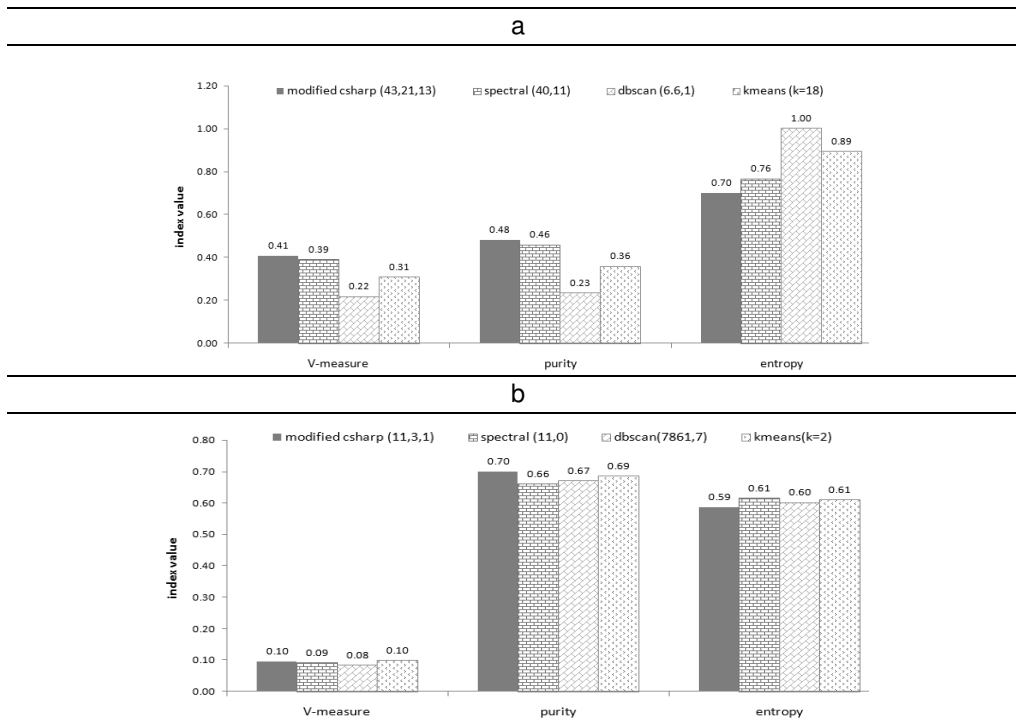 a
1.20
modified csharp (43,21,13) spectral (40,11) dbscan (6.6,1) kmeans (k=18)
1.00
0.80
0.60
0.40
0.20
0.00
index value
0.41 0.39 0.22 0.31
0.48 0.46 0.23 0.36
0.70 0.76 1.00 0.89
V-measure purity entropy
b
0.80
modified csharp (11,3,1) spectral (11,0) dbscan(7861,7) kmeans(k=2)
0.70
0.60
0.50
0.40
0.30
0.20
0.10
0.00
index value
0.10 0.09 0.08 0.10
0.70 0.66 0.67 0.69
0.59 0.61 0.60 0.61
V-measure purity entropy